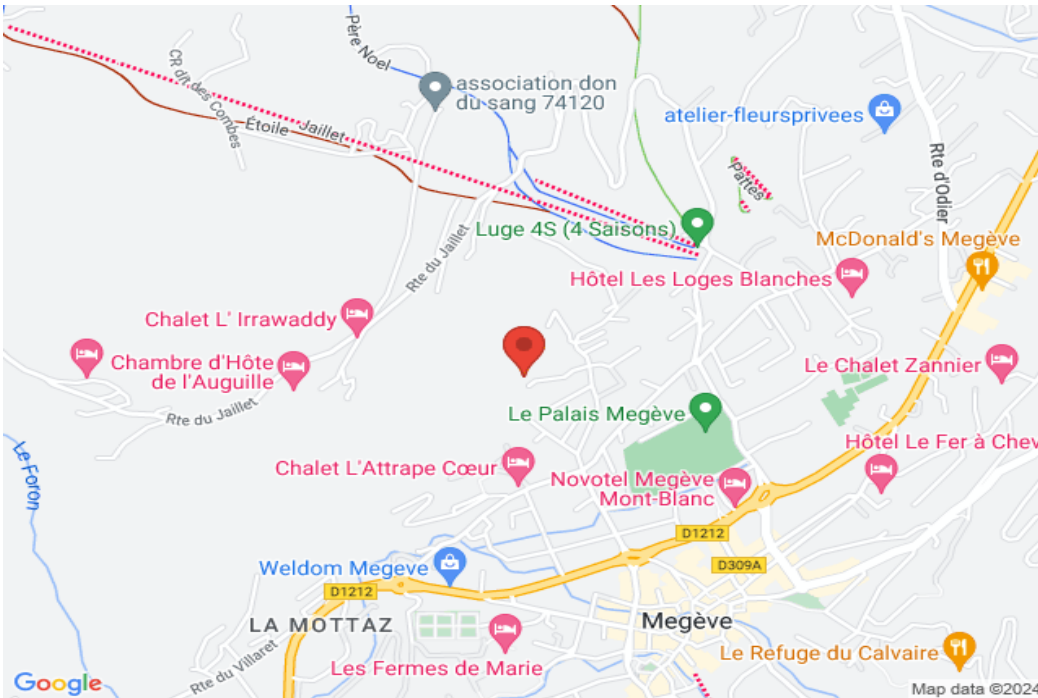 Père Noel
CR dit des Combes
association don
du sang 74120
Étoile
Jaillet
atelier-fleursprivees
Rte d'Odier
Pattes
Luge 4S (4 Saisons)
McDonald's Megève
Rte du Jaillet
Hôtel Les Loges Blanches
Chalet L' Irrawaddy
Chambre d'Hôte
de l'Auguille
Le Chalet Zannier
Rte du Jaillet
Le Palais Megève
Le Foron
Chalet L'Attrape Cœur
Hôtel Le Fer à Chev
Novotel Megève
Mont-Blanc
D1212
Weldom Megeve
D309A
D1212
LA MOTTAZ
Megève
Rte du Villaret
Les Fermes de Marie
Le Refuge du Calvaire
Google
Map data ©2024